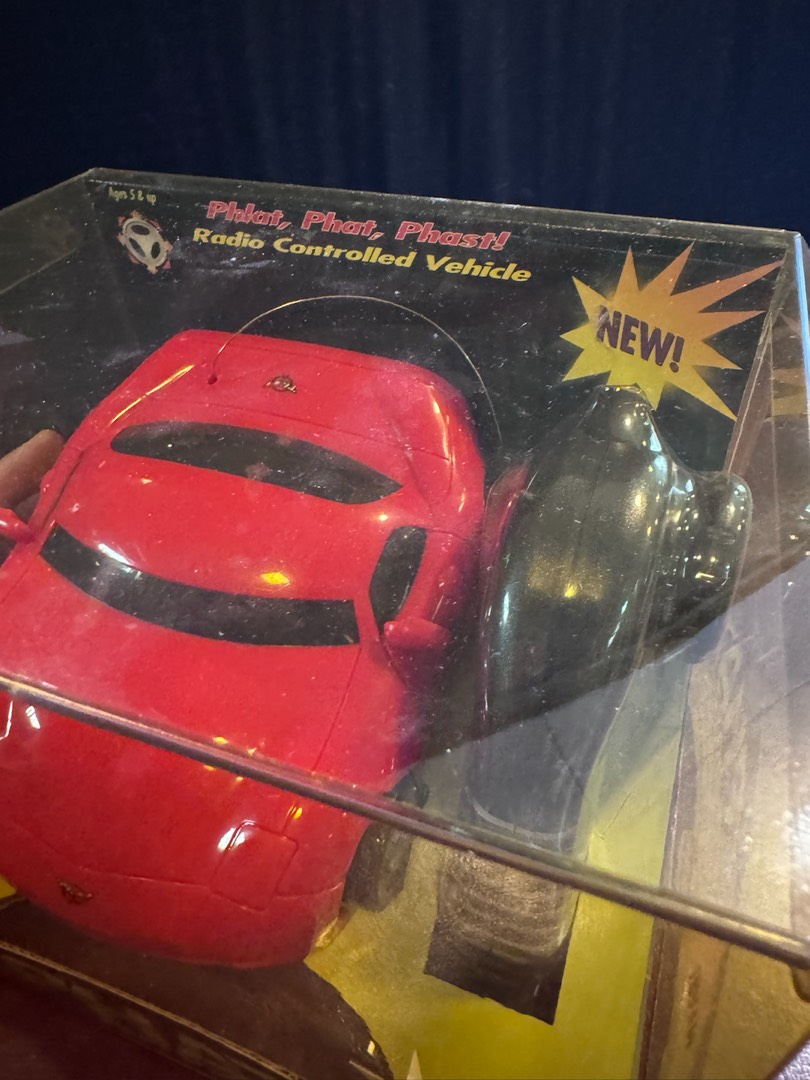 Ages 5 & up
Phlat, Phat, Phast!
Radio Controlled Vehicle
NEW!